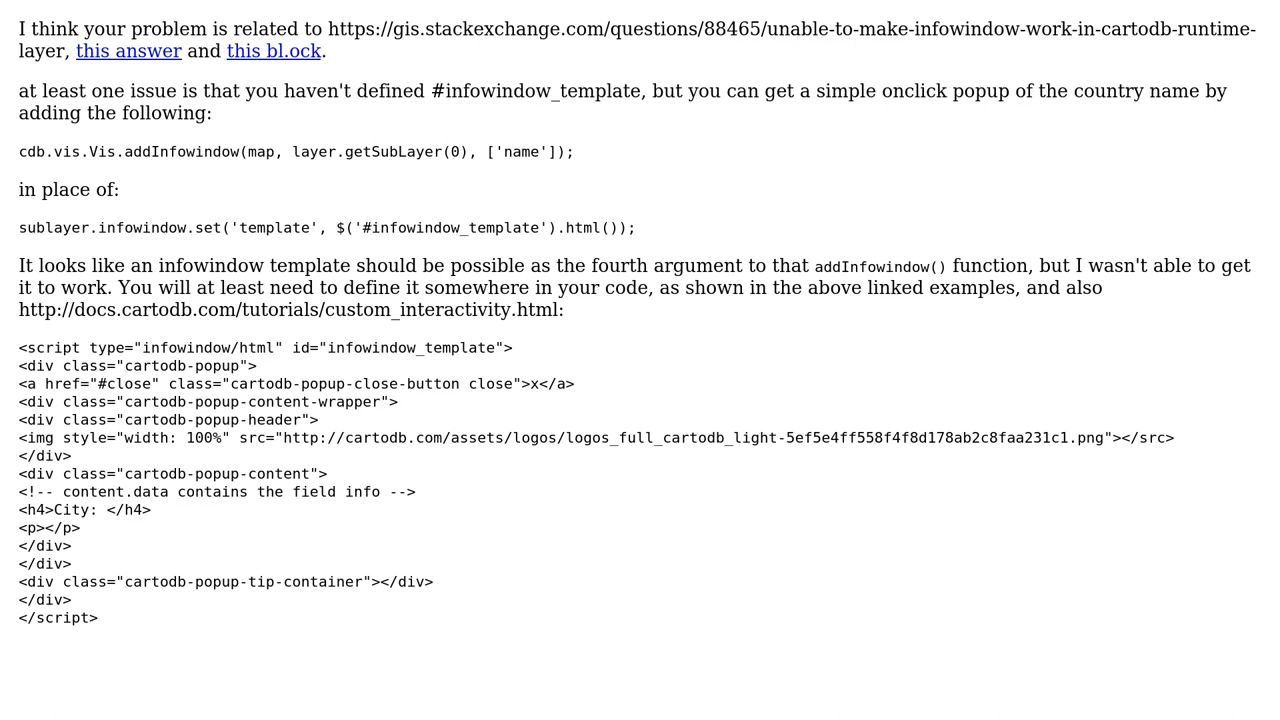 I think your problem is related to https://gis.stackexchange.com/questions/88465/unable-to-make-infowindow-work-in-cartodb-runtime-
layer, this answer and this bl.ock.
at least one issue is that you haven't defined #infowindow_template, but you can get a simple onclick popup of the country name by
adding the following:
cdb.vis.Vis.addInfowindow(map, layer.getSubLayer(0), ['name']);
in place of:
sublayer.infowindow.set('template', $('#infowindow_template').html());
It looks like an infowindow template should be possible as the fourth argument to that addInfowindow() function, but I wasn't able to get
it to work. You will at least need to define it somewhere in your code, as shown in the above linked examples, and also
http://docs.cartodb.com/tutorials/custom_interactivity.html:
<script type="infowindow/html" id="infowindow_template">
<div class="cartodb-popup">
<a href="#close" class="cartodb-popup-close-button close">x</a>
<div class="cartodb-popup-content-wrapper">
<div class="cartodb-popup-header">
<img style="width: 100%" src="http://cartodb.com/assets/logos/logos_full_cartodb_light-5ef5e4ff558f4f8d178ab2c8faa231c1.png"></src>
</div>
<div class="cartodb-popup-content">
<!-- content.data contains the field info -->
<h4>City: </h4>
<p></p>
</div>
</div>
<div class="cartodb-popup-tip-container"></div>
</div>
</script>